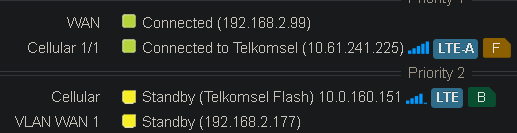 Priority 1
WAN Connected (192.168.2.99)
Cellular 1/1 Connected to Telkomsel (10.61.241.225) LTE-A F
Priority 2
Cellular Standby (Telkomsel Flash) 10.0.160.151 LTE B
VLAN WAN 1 Standby (192.168.2.177)